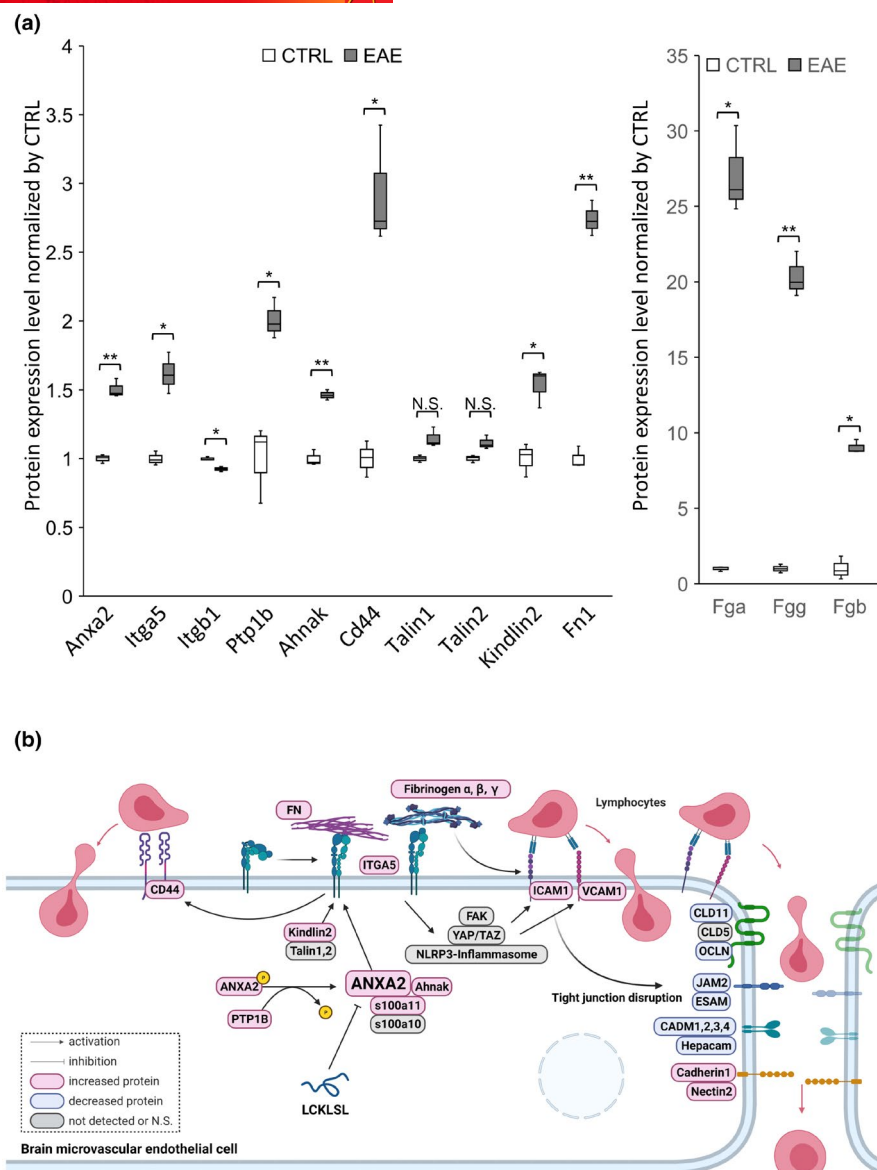 (a)
CTRL EAE
Protein expression level normalized by CTRL
4
3.5
3
2.5
2
1.5
1
0.5
0
** * * * ** * N.S. N.S. * **
Anxa2 Itga5 Itgb1 Ptp1b Ahnak Cd44 Talin1 Talin2 Kindlin2 Fn1
CTRL EAE
Protein expression level normalized by CTRL
35
30
25
20
15
10
5
0
* ** *
Fga Fgg Fgb
(b)
Fibrinogen α, β, γ
Lymphocytes
FN
ITGA5
CD44
ICAM1 VCAM1
CLD11
CLD5
OCLN
FAK
YAP/TAZ
NLRP3-Inflammasome
Kindlin2
Talin1,2
Tight junction disruption
JAM2
ESAM
ANXA2 P
PTP1B P
ANXA2 Ahnak
s100a11
s100a10
CADM1,2,3,4
Hepacam
Cadherin1
Nectin2
LCKLSL
activation
inhibition
increased protein
decreased protein
not detected or N.S.
Brain microvascular endothelial cell